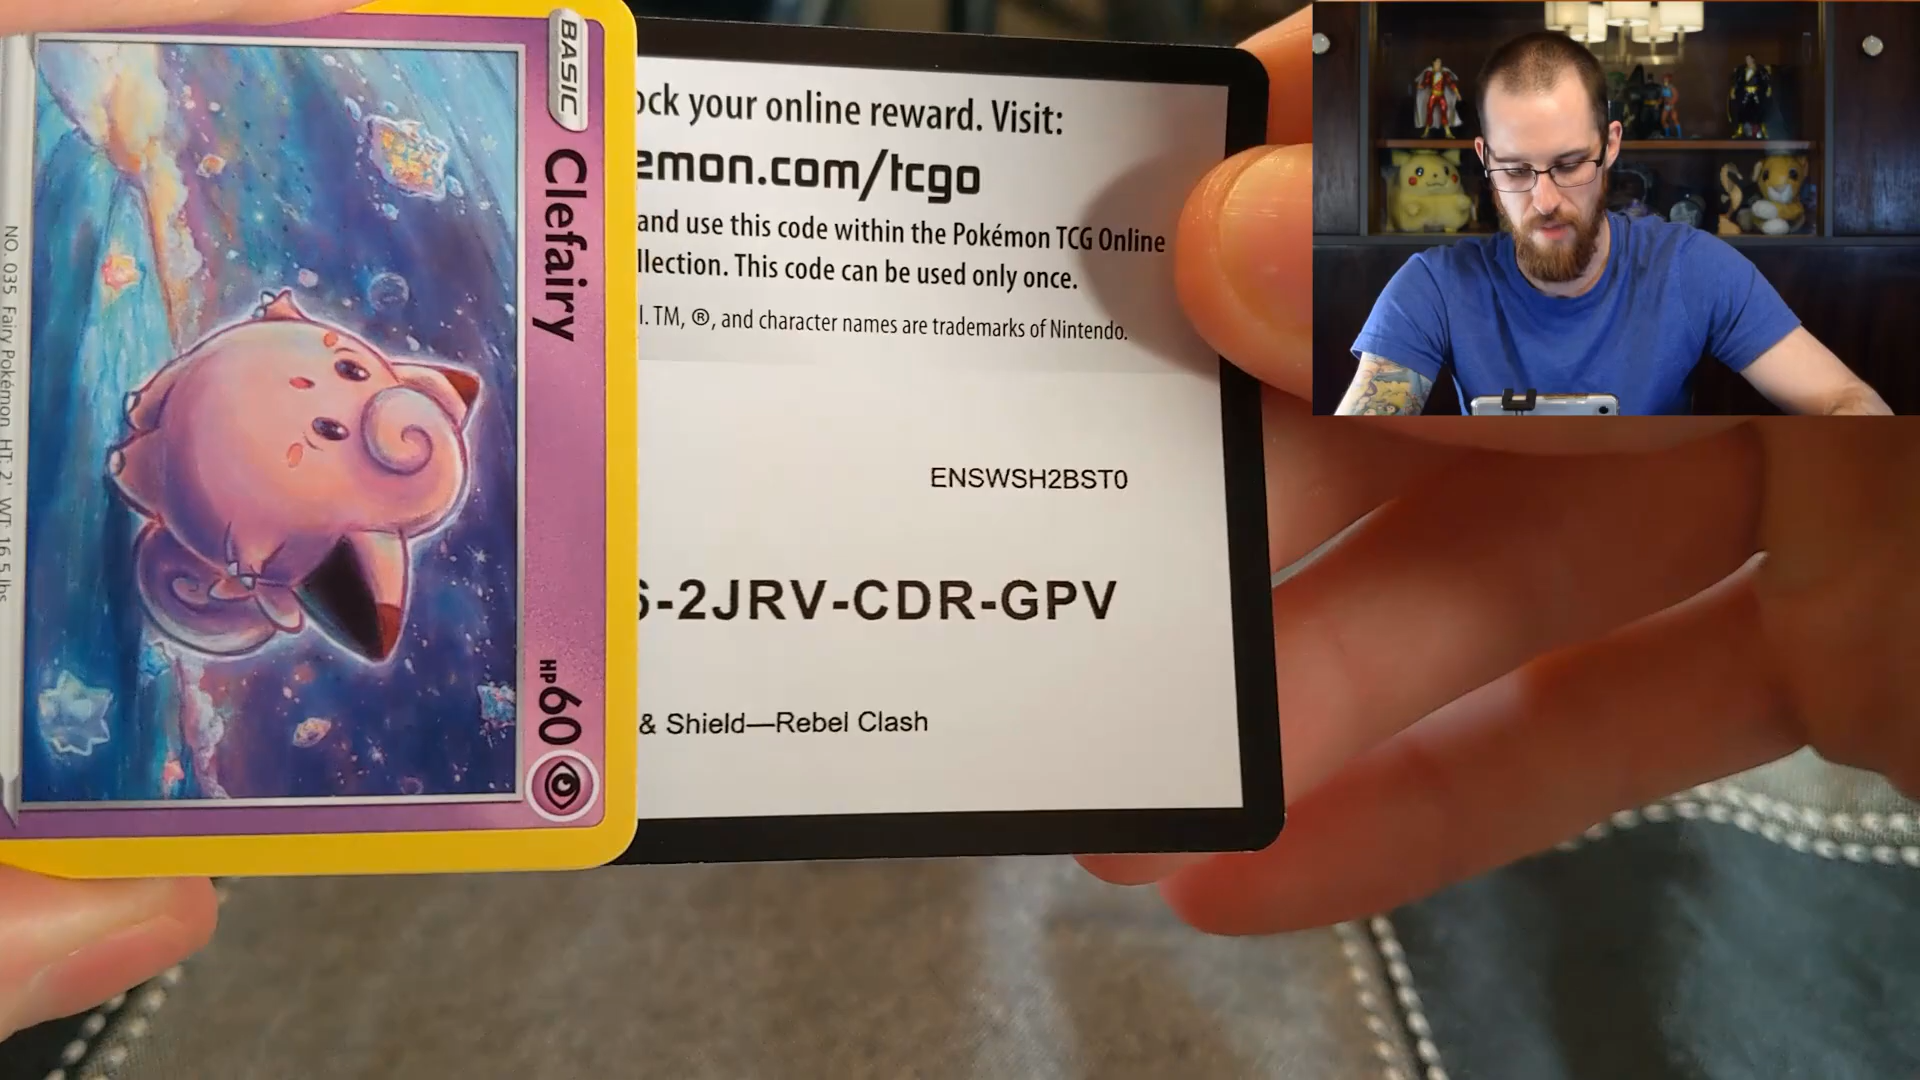 BASIC
Clefairy
HP 60
NO. 035 Fairy Pokémon HT: 2' WT: 16.5 lbs
ock your online reward. Visit:
emon.com/tcgo
and use this code within the Pokémon TCG Online
llection. This code can be used only once.
l. TM, ®, and character names are trademarks of Nintendo.
ENSWSH2BST0
-2JRV-CDR-GPV
& Shield—Rebel Clash